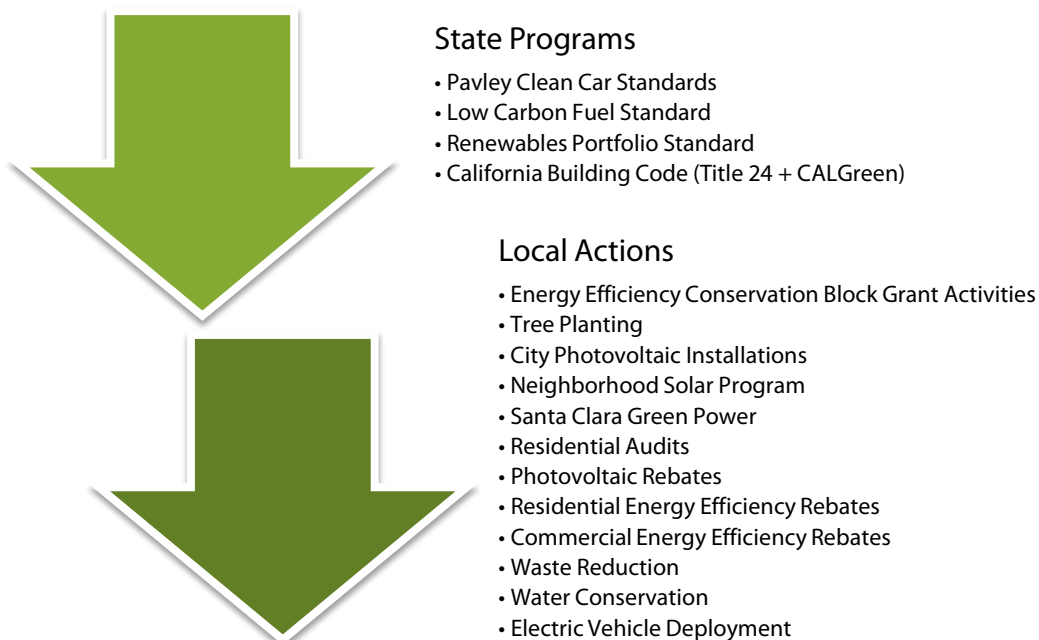 State Programs
• Pavley Clean Car Standards
• Low Carbon Fuel Standard
• Renewables Portfolio Standard
• California Building Code (Title 24 + CALGreen)
Local Actions
• Energy Efficiency Conservation Block Grant Activities
• Tree Planting
• City Photovoltaic Installations
• Neighborhood Solar Program
• Santa Clara Green Power
• Residential Audits
• Photovoltaic Rebates
• Residential Energy Efficiency Rebates
• Commercial Energy Efficiency Rebates
• Waste Reduction
• Water Conservation
• Electric Vehicle Deployment